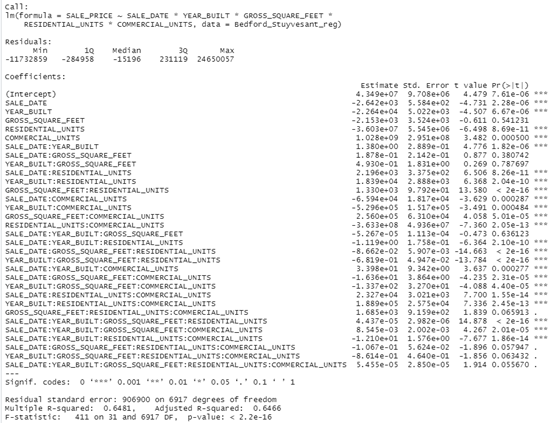 Call:
lm(formula = SALE_PRICE ~ SALE_DATE * YEAR_BUILT * GROSS_SQUARE_FEET *
RESIDENTIAL_UNITS * COMMERCIAL_UNITS, data = Bedford_Stuyvesant_reg)
Residuals:
Min 1Q Median 3Q Max
-11732859 -284958 -15196 231119 24650057
Coefficients:
Estimate Std. Error t value Pr(>|t|)
(Intercept) 4.349e+07 9.708e+06 4.479 7.61e-06 ***
SALE_DATE -2.642e+03 5.584e+02 -4.731 2.28e-06 ***
YEAR_BUILT -2.264e+04 5.022e+03 -4.507 6.67e-06 ***
GROSS_SQUARE_FEET -2.153e+03 3.524e+03 -0.611 0.541231
RESIDENTIAL_UNITS -3.603e+07 5.545e+06 -6.498 8.69e-11 ***
COMMERCIAL_UNITS 1.028e+09 2.951e+08 3.482 0.000500 ***
SALE_DATE:YEAR_BUILT 1.380e+00 2.889e-01 4.776 1.82e-06 ***
SALE_DATE:GROSS_SQUARE_FEET 1.878e-01 2.142e-01 0.877 0.380742
YEAR_BUILT:GROSS_SQUARE_FEET 4.930e-01 1.831e+00 0.269 0.787697
SALE_DATE:RESIDENTIAL_UNITS 2.196e+03 3.375e+02 6.506 8.26e-11 ***
YEAR_BUILT:RESIDENTIAL_UNITS 1.839e+04 2.888e+03 6.368 2.04e-10 ***
GROSS_SQUARE_FEET:RESIDENTIAL_UNITS 1.330e+03 9.792e+01 13.580 < 2e-16 ***
SALE_DATE:COMMERCIAL_UNITS -6.594e+04 1.817e+04 -3.629 0.000287 ***
YEAR_BUILT:COMMERCIAL_UNITS -5.296e+05 1.517e+05 -3.491 0.000484 ***
GROSS_SQUARE_FEET:COMMERCIAL_UNITS 2.560e+05 6.310e+04 4.058 5.01e-05 ***
RESIDENTIAL_UNITS:COMMERCIAL_UNITS -3.633e+08 4.936e+07 -7.360 2.05e-13 ***
SALE_DATE:YEAR_BUILT:GROSS_SQUARE_FEET -5.267e-05 1.113e-04 -0.473 0.636123
SALE_DATE:YEAR_BUILT:RESIDENTIAL_UNITS -1.119e+00 1.758e-01 -6.364 2.10e-10 ***
SALE_DATE:GROSS_SQUARE_FEET:RESIDENTIAL_UNITS -8.662e-02 5.907e-03 -14.663 < 2e-16 ***
YEAR_BUILT:GROSS_SQUARE_FEET:RESIDENTIAL_UNITS -6.819e-01 4.947e-02 -13.784 < 2e-16 ***
SALE_DATE:YEAR_BUILT:COMMERCIAL_UNITS 3.398e+01 9.342e+00 3.637 0.000277 ***
SALE_DATE:GROSS_SQUARE_FEET:COMMERCIAL_UNITS -1.636e+01 3.864e+00 -4.235 2.31e-05 ***
YEAR_BUILT:GROSS_SQUARE_FEET:COMMERCIAL_UNITS -1.337e+02 3.270e+01 -4.088 4.40e-05 ***
SALE_DATE:RESIDENTIAL_UNITS:COMMERCIAL_UNITS 2.327e+04 3.021e+03 7.700 1.55e-14 ***
YEAR_BUILT:RESIDENTIAL_UNITS:COMMERCIAL_UNITS 1.889e+05 2.575e+04 7.336 2.45e-13 ***
GROSS_SQUARE_FEET:RESIDENTIAL_UNITS:COMMERCIAL_UNITS 1.685e+03 9.159e+02 1.839 0.065913 .
SALE_DATE:YEAR_BUILT:GROSS_SQUARE_FEET:RESIDENTIAL_UNITS 4.437e-05 2.982e-06 14.878 < 2e-16 ***
SALE_DATE:YEAR_BUILT:GROSS_SQUARE_FEET:COMMERCIAL_UNITS 8.545e-03 2.002e-03 4.267 2.01e-05 ***
SALE_DATE:YEAR_BUILT:RESIDENTIAL_UNITS:COMMERCIAL_UNITS -1.210e+01 1.576e+00 -7.677 1.86e-14 ***
SALE_DATE:GROSS_SQUARE_FEET:RESIDENTIAL_UNITS:COMMERCIAL_UNITS -1.067e-01 5.624e-02 -1.896 0.057947 .
YEAR_BUILT:GROSS_SQUARE_FEET:RESIDENTIAL_UNITS:COMMERCIAL_UNITS -8.614e-01 4.640e-01 -1.856 0.063432 .
SALE_DATE:YEAR_BUILT:GROSS_SQUARE_FEET:RESIDENTIAL_UNITS:COMMERCIAL_UNITS 5.455e-05 2.850e-05 1.914 0.055670 .
---
Signif. codes: 0 '***' 0.001 '**' 0.01 '*' 0.05 '.' 0.1 ' ' 1
Residual standard error: 906900 on 6917 degrees of freedom
Multiple R-squared: 0.6481, Adjusted R-squared: 0.6466
F-statistic: 411 on 31 and 6917 DF, p-value: < 2.2e-16